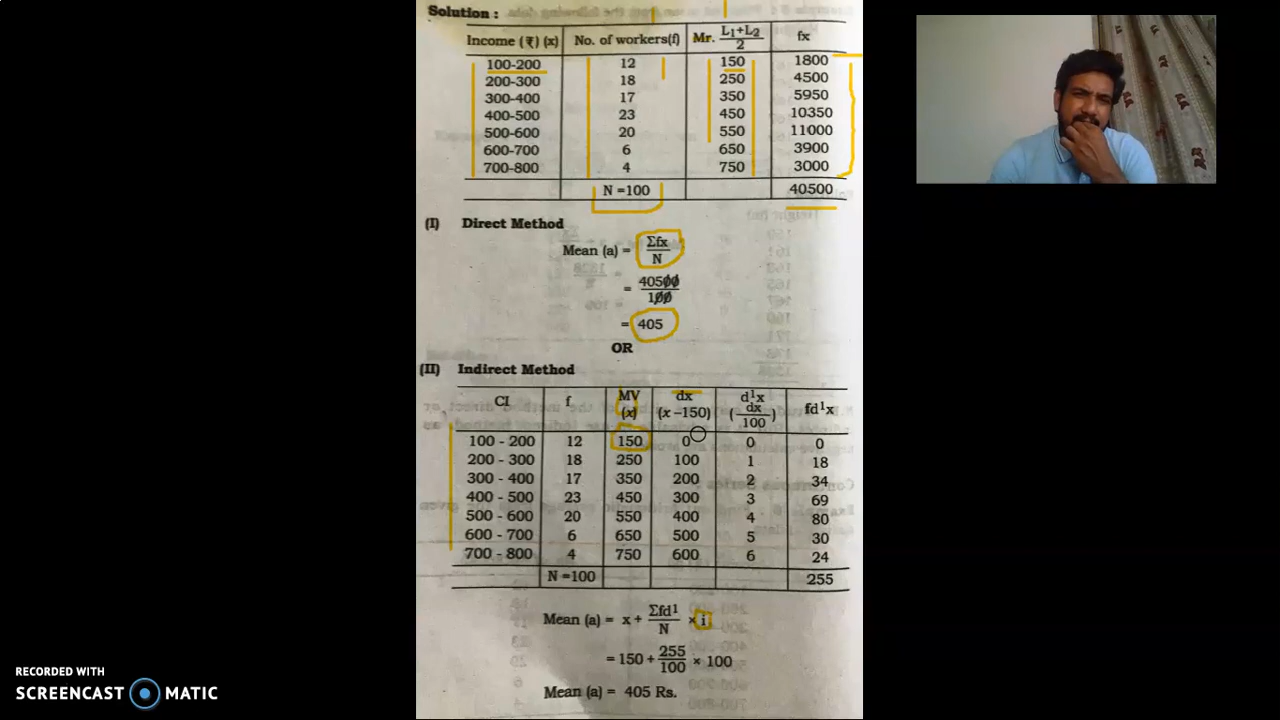 Solution :
Income (₹) (x) No. of workers(f) Mr. L₁+L₂/2 fx
100-200 12 150 1800
200-300 18 250 4500
300-400 17 350 5950
400-500 23 450 10350
500-600 20 550 11000
600-700 6 650 3900
700-800 4 750 3000
N =100 40500
(I) Direct Method
Mean (a) = Σfx/N
= 40500/100
= 405
OR
(II) Indirect Method
CI f MV (x) dx (x –150) d¹x (dx/100) fd¹x
100 - 200 12 150 0 0 0
200 - 300 18 250 100 1 18
300 - 400 17 350 200 2 34
400 - 500 23 450 300 3 69
500 - 600 20 550 400 4 80
600 - 700 6 650 500 5 30
700 - 800 4 750 600 6 24
N =100 255
Mean (a) = x + Σfd¹/N × i
= 150 + 255/100 × 100
Mean (a) = 405 Rs.
RECORDED WITH
SCREENCAST MATIC